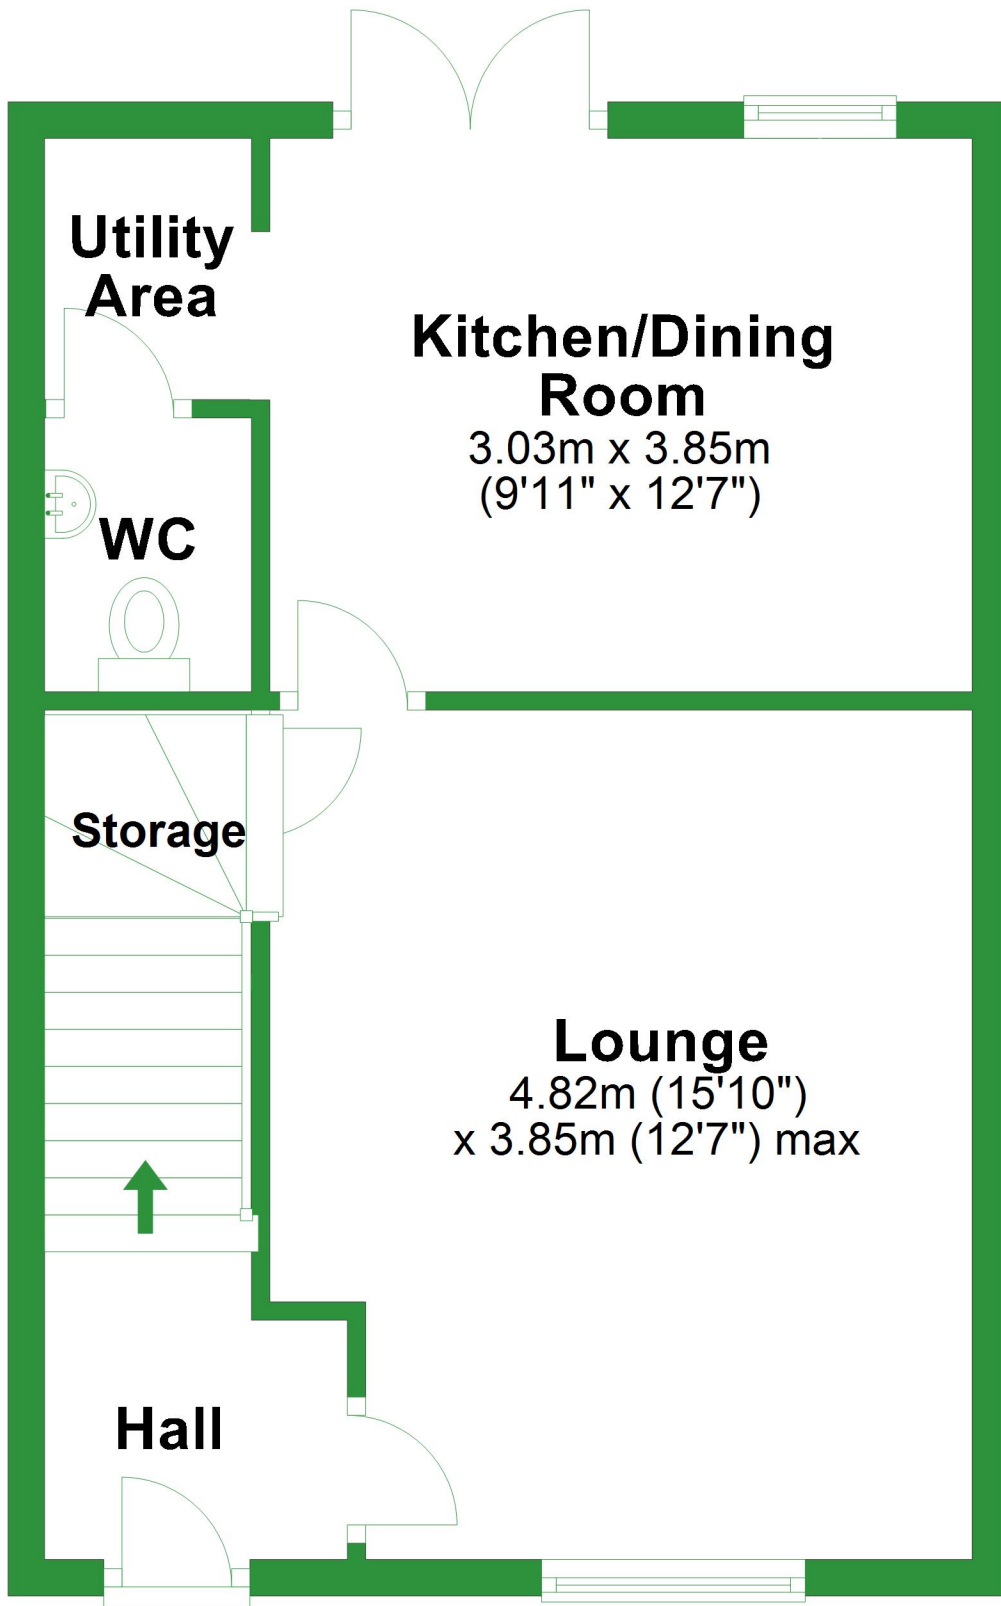 Utility
Area
Kitchen/Dining
Room
3.03m x 3.85m
(9'11" x 12'7")
WC
Storage
Lounge
4.82m (15'10")
x 3.85m (12'7") max
Hall